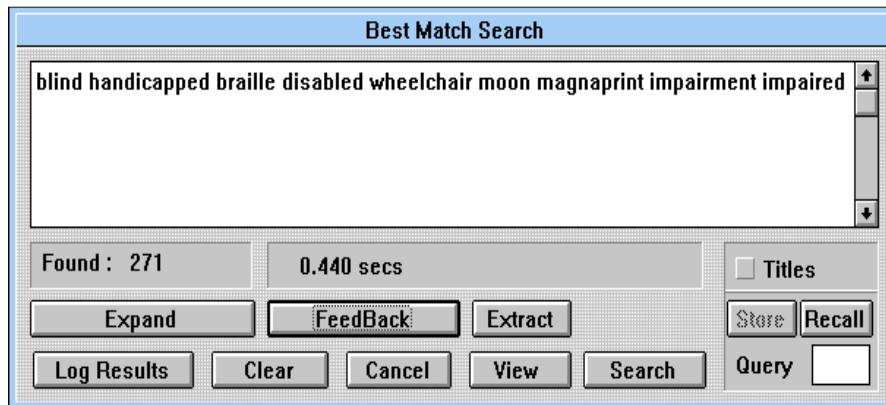 Best Match Search
blind handicapped braille disabled wheelchair moon magnaprint impairment impaired
Found : 271
0.440 secs
Titles
Expand
FeedBack
Extract
Store
Recall
Log Results
Clear
Cancel
View
Search
Query